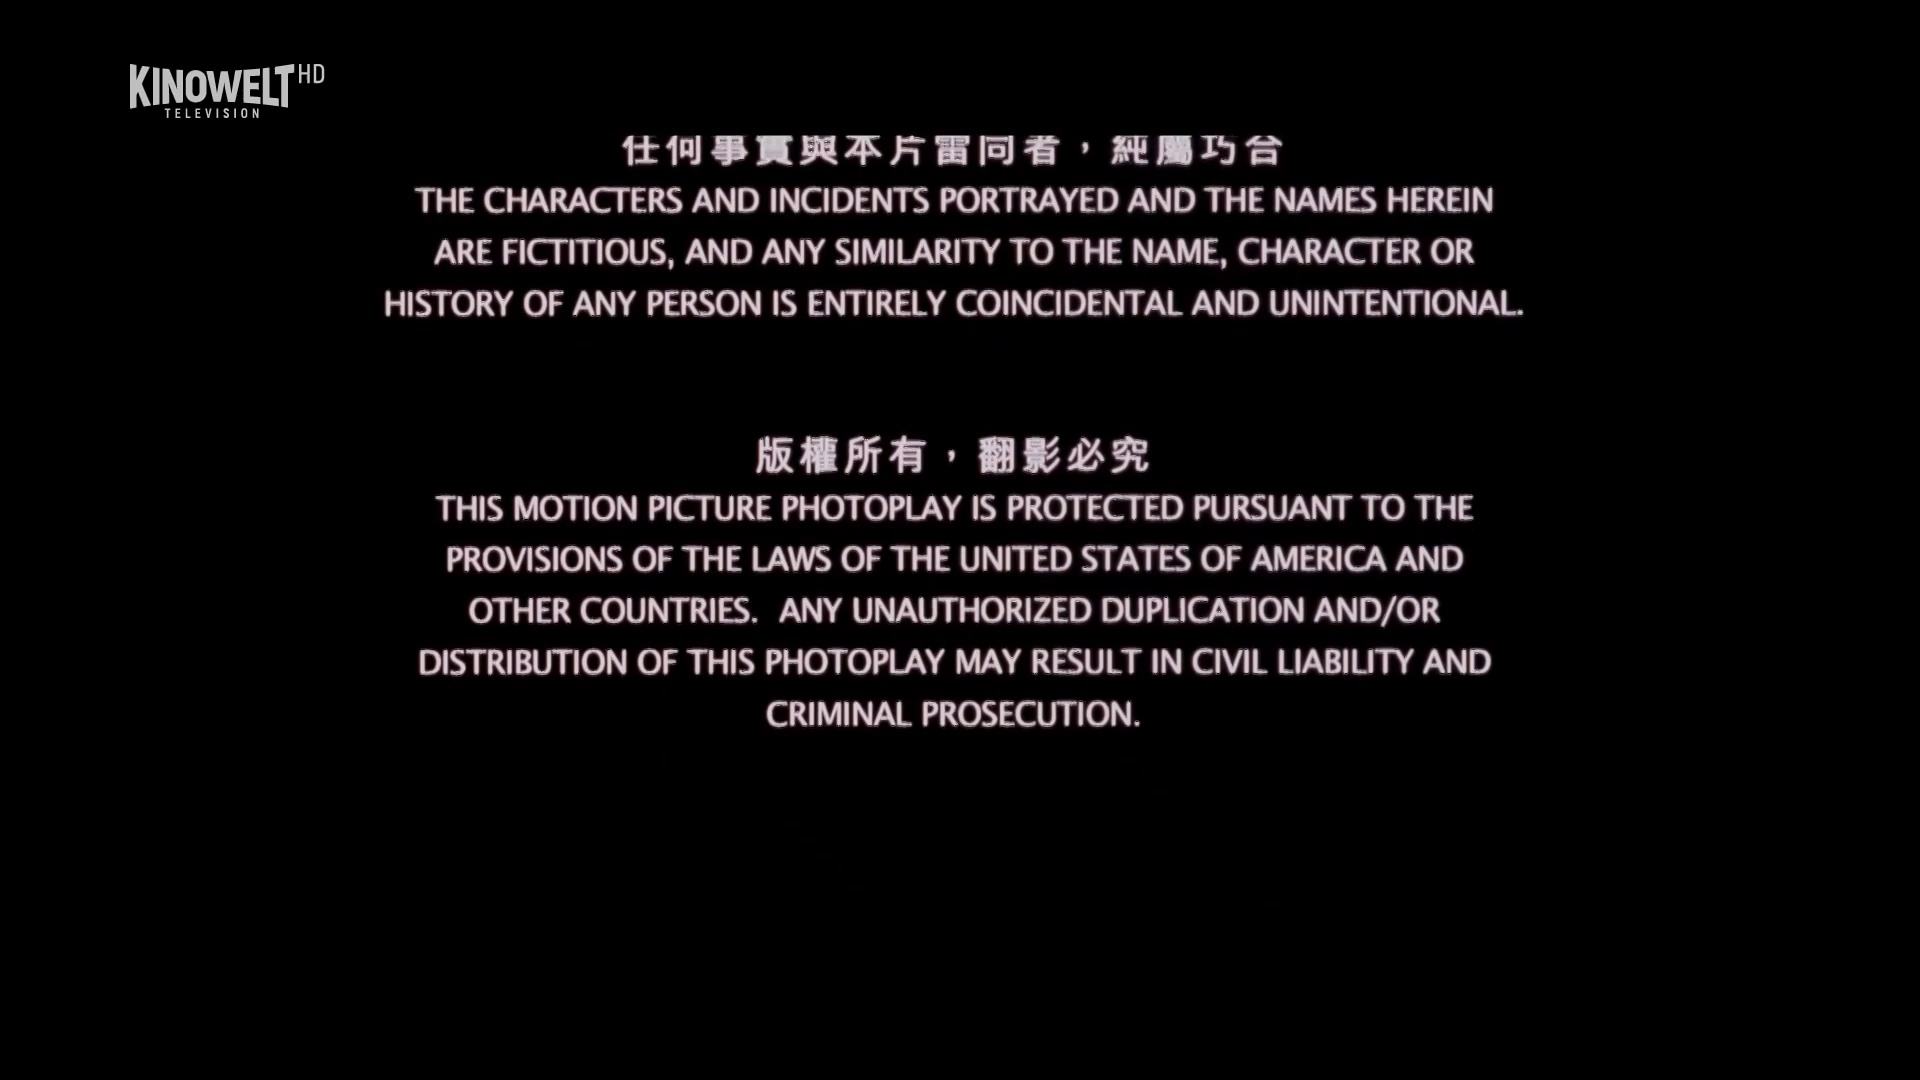 KINOWELT HD
TELEVISION
任何事實與本片雷同者，純屬巧合
THE CHARACTERS AND INCIDENTS PORTRAYED AND THE NAMES HEREIN
ARE FICTITIOUS, AND ANY SIMILARITY TO THE NAME, CHARACTER OR
HISTORY OF ANY PERSON IS ENTIRELY COINCIDENTAL AND UNINTENTIONAL.
版權所有，翻影必究
THIS MOTION PICTURE PHOTOPLAY IS PROTECTED PURSUANT TO THE
PROVISIONS OF THE LAWS OF THE UNITED STATES OF AMERICA AND
OTHER COUNTRIES.  ANY UNAUTHORIZED DUPLICATION AND/OR
DISTRIBUTION OF THIS PHOTOPLAY MAY RESULT IN CIVIL LIABILITY AND
CRIMINAL PROSECUTION.